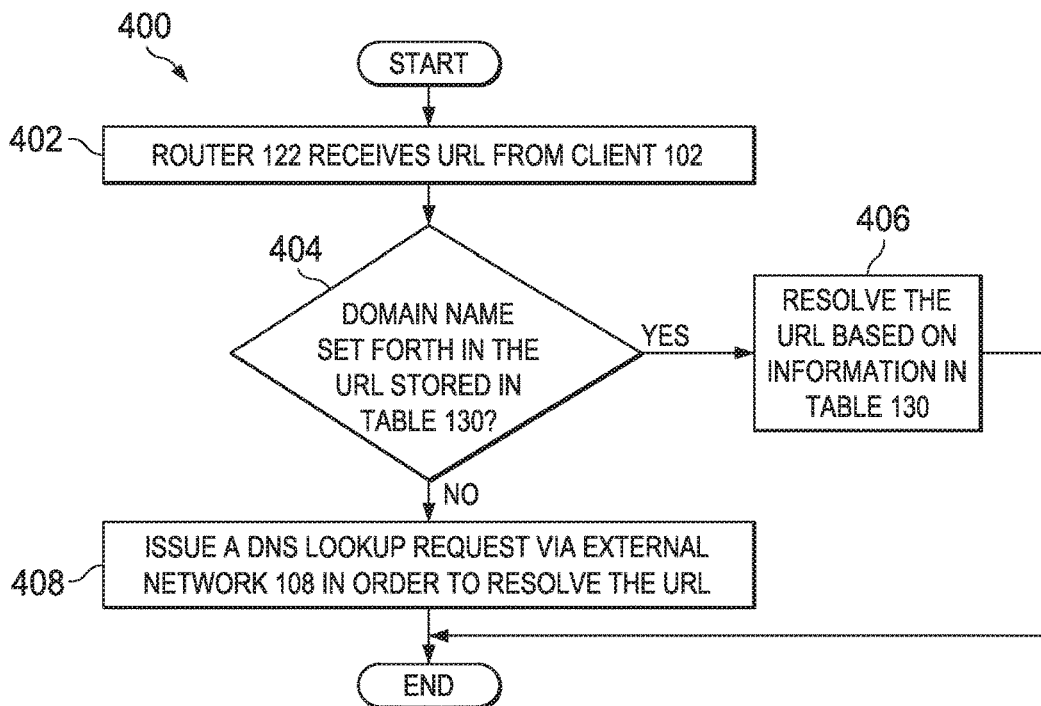 400
START
402
ROUTER 122 RECEIVES URL FROM CLIENT 102
404
DOMAIN NAME
SET FORTH IN THE
URL STORED IN
TABLE 130?
YES
406
RESOLVE THE
URL BASED ON
INFORMATION IN
TABLE 130
NO
408
ISSUE A DNS LOOKUP REQUEST VIA EXTERNAL
NETWORK 108 IN ORDER TO RESOLVE THE URL
END